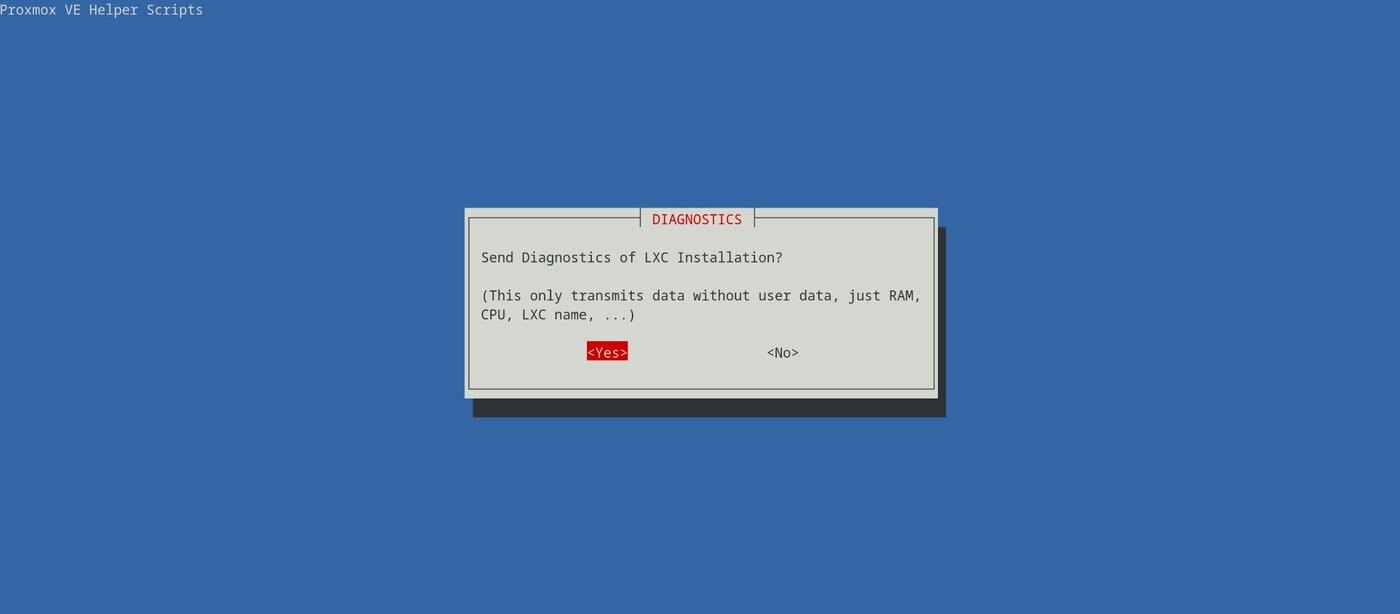 Proxmox VE Helper Scripts
DIAGNOSTICS
Send Diagnostics of LXC Installation?
(This only transmits data without user data, just RAM,
CPU, LXC name, ...)
<Yes> <No>